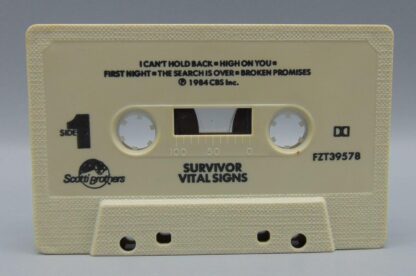 I CAN'T HOLD BACK ■ HIGH ON YOU ■
FIRST NIGHT ■ THE SEARCH IS OVER ■ BROKEN PROMISES
℗ 1984 CBS Inc.
SIDE 1
100 50 0
Scotti Brothers
SURVIVOR
VITAL SIGNS
FZT39578